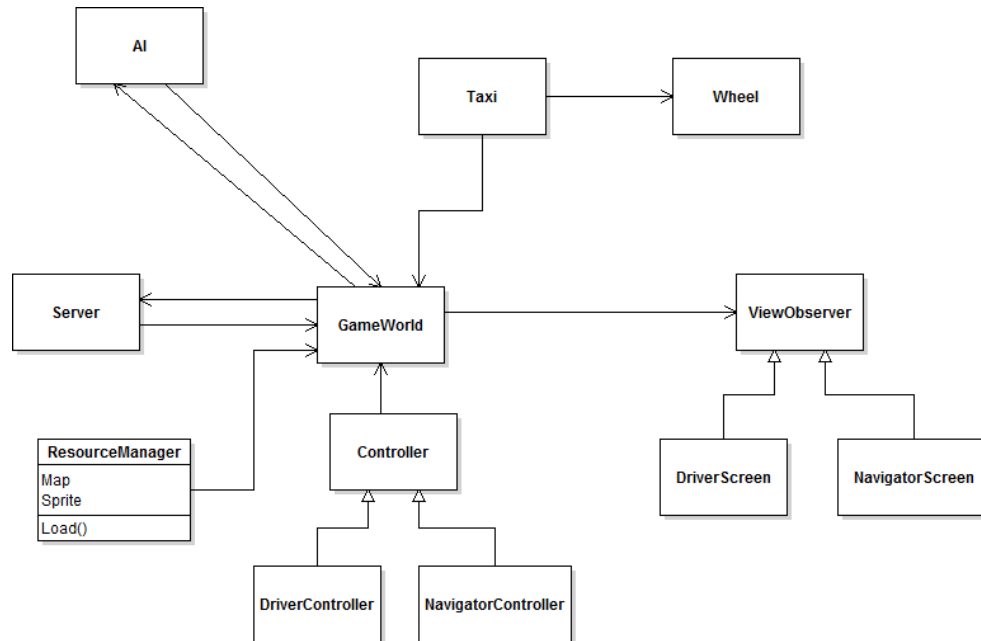 AI
Taxi
Wheel
Server
GameWorld
ViewObserver
ResourceManager
Map
Sprite
Load()
Controller
DriverScreen
NavigatorScreen
DriverController
NavigatorController